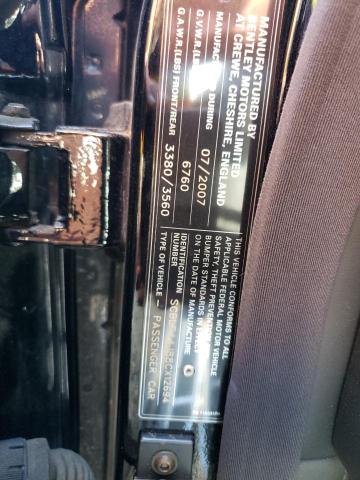 MANUFACTURED BY
BENTLEY MOTORS LIMITED
AT CREWE, CHESHIRE, ENGLAND
MANUFACTURED DURING 07/2007
G.V.W.R.(LBS) 6760
G.A.W.R.(LBS) FRONT/REAR 3380/3560
THIS VEHICLE CONFORMS TO ALL
APPLICABLE FEDERAL MOTOR VEHICLE
SAFETY, THEFT PREVENTION
BUMPER STANDARDS IN EFFECT
ON THE DATE OF MANUFACTURE
IDENTIFICATION
NUMBER
TYPE OF VEHICLE - PASSENGER CAR